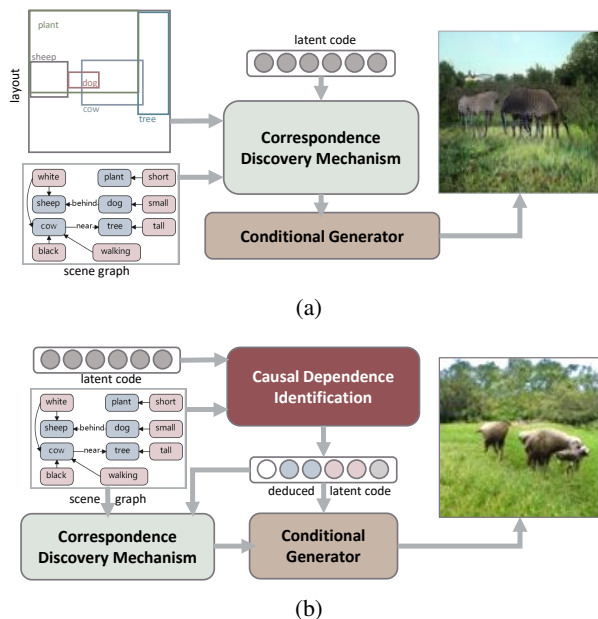 plant
sheep
dog
cow
tree
layout
latent code
Correspondence
Discovery Mechanism
white
plant
short
sheep
behind
dog
small
cow
near
tree
tall
black
walking
scene graph
Conditional Generator
(a)
latent code
Causal Dependence
Identification
white
plant
short
sheep
behind
dog
small
cow
near
tree
tall
black
walking
scene graph
deduced latent code
Correspondence
Discovery Mechanism
Conditional
Generator
(b)